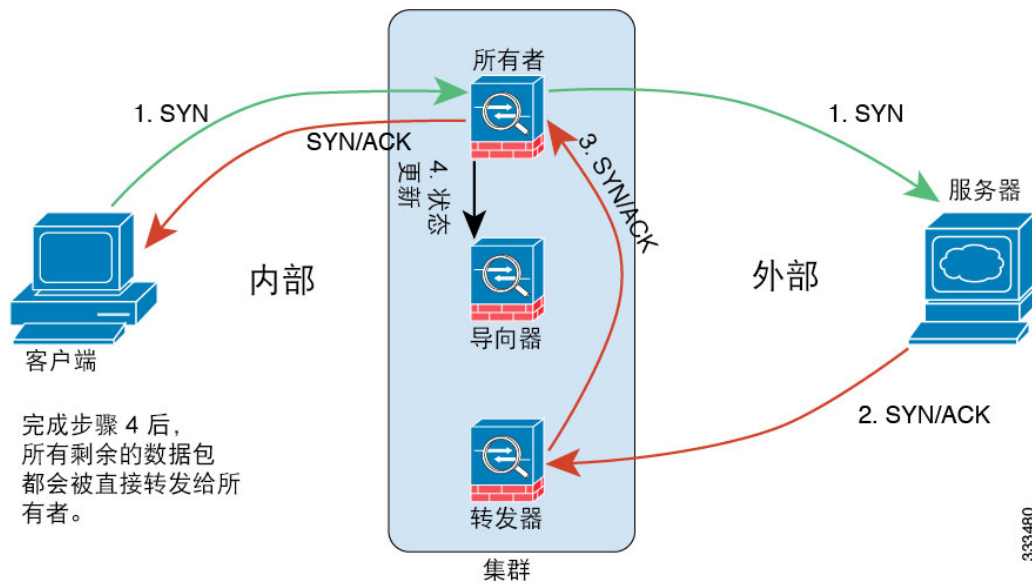 所有者
1. SYN
1. SYN
SYN/ACK
3. SYN/ACK
4. 状态
更新
服务器
内部
外部
导向器
客户端
2. SYN/ACK
完成步骤 4 后，
所有剩余的数据包
都会被直接转发给所
有者。
转发器
集群
333480